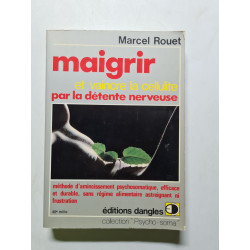 Marcel Rouet
maigrir
et vaincre la cellulite
par la détente nerveuse
méthode d'amincissement psychosomatique, efficace
et durable, sans régime alimentaire astreignant ni
frustration
éditions dangles
collection "Psycho-soma"